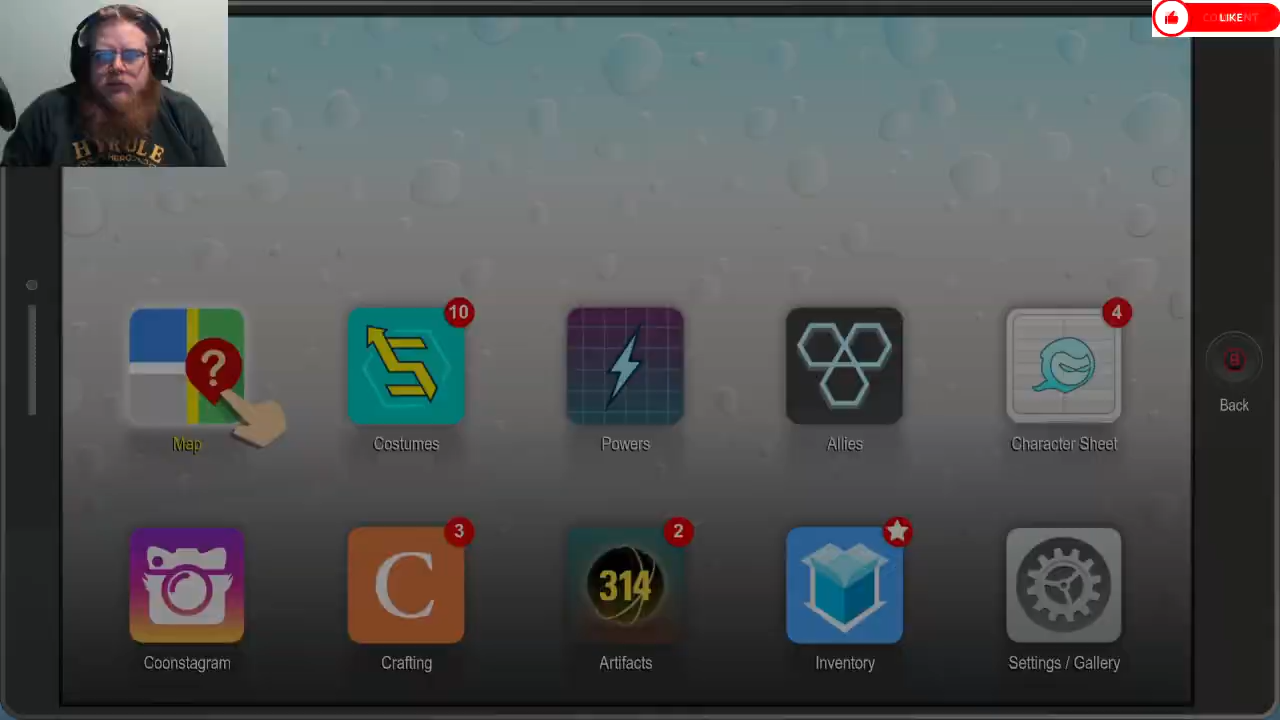 LIKE
HYRULE
10
4
?
Map
Costumes
Powers
Allies
Character Sheet
B
Back
3
2
C
314
Coonstagram
Crafting
Artifacts
Inventory
Settings / Gallery